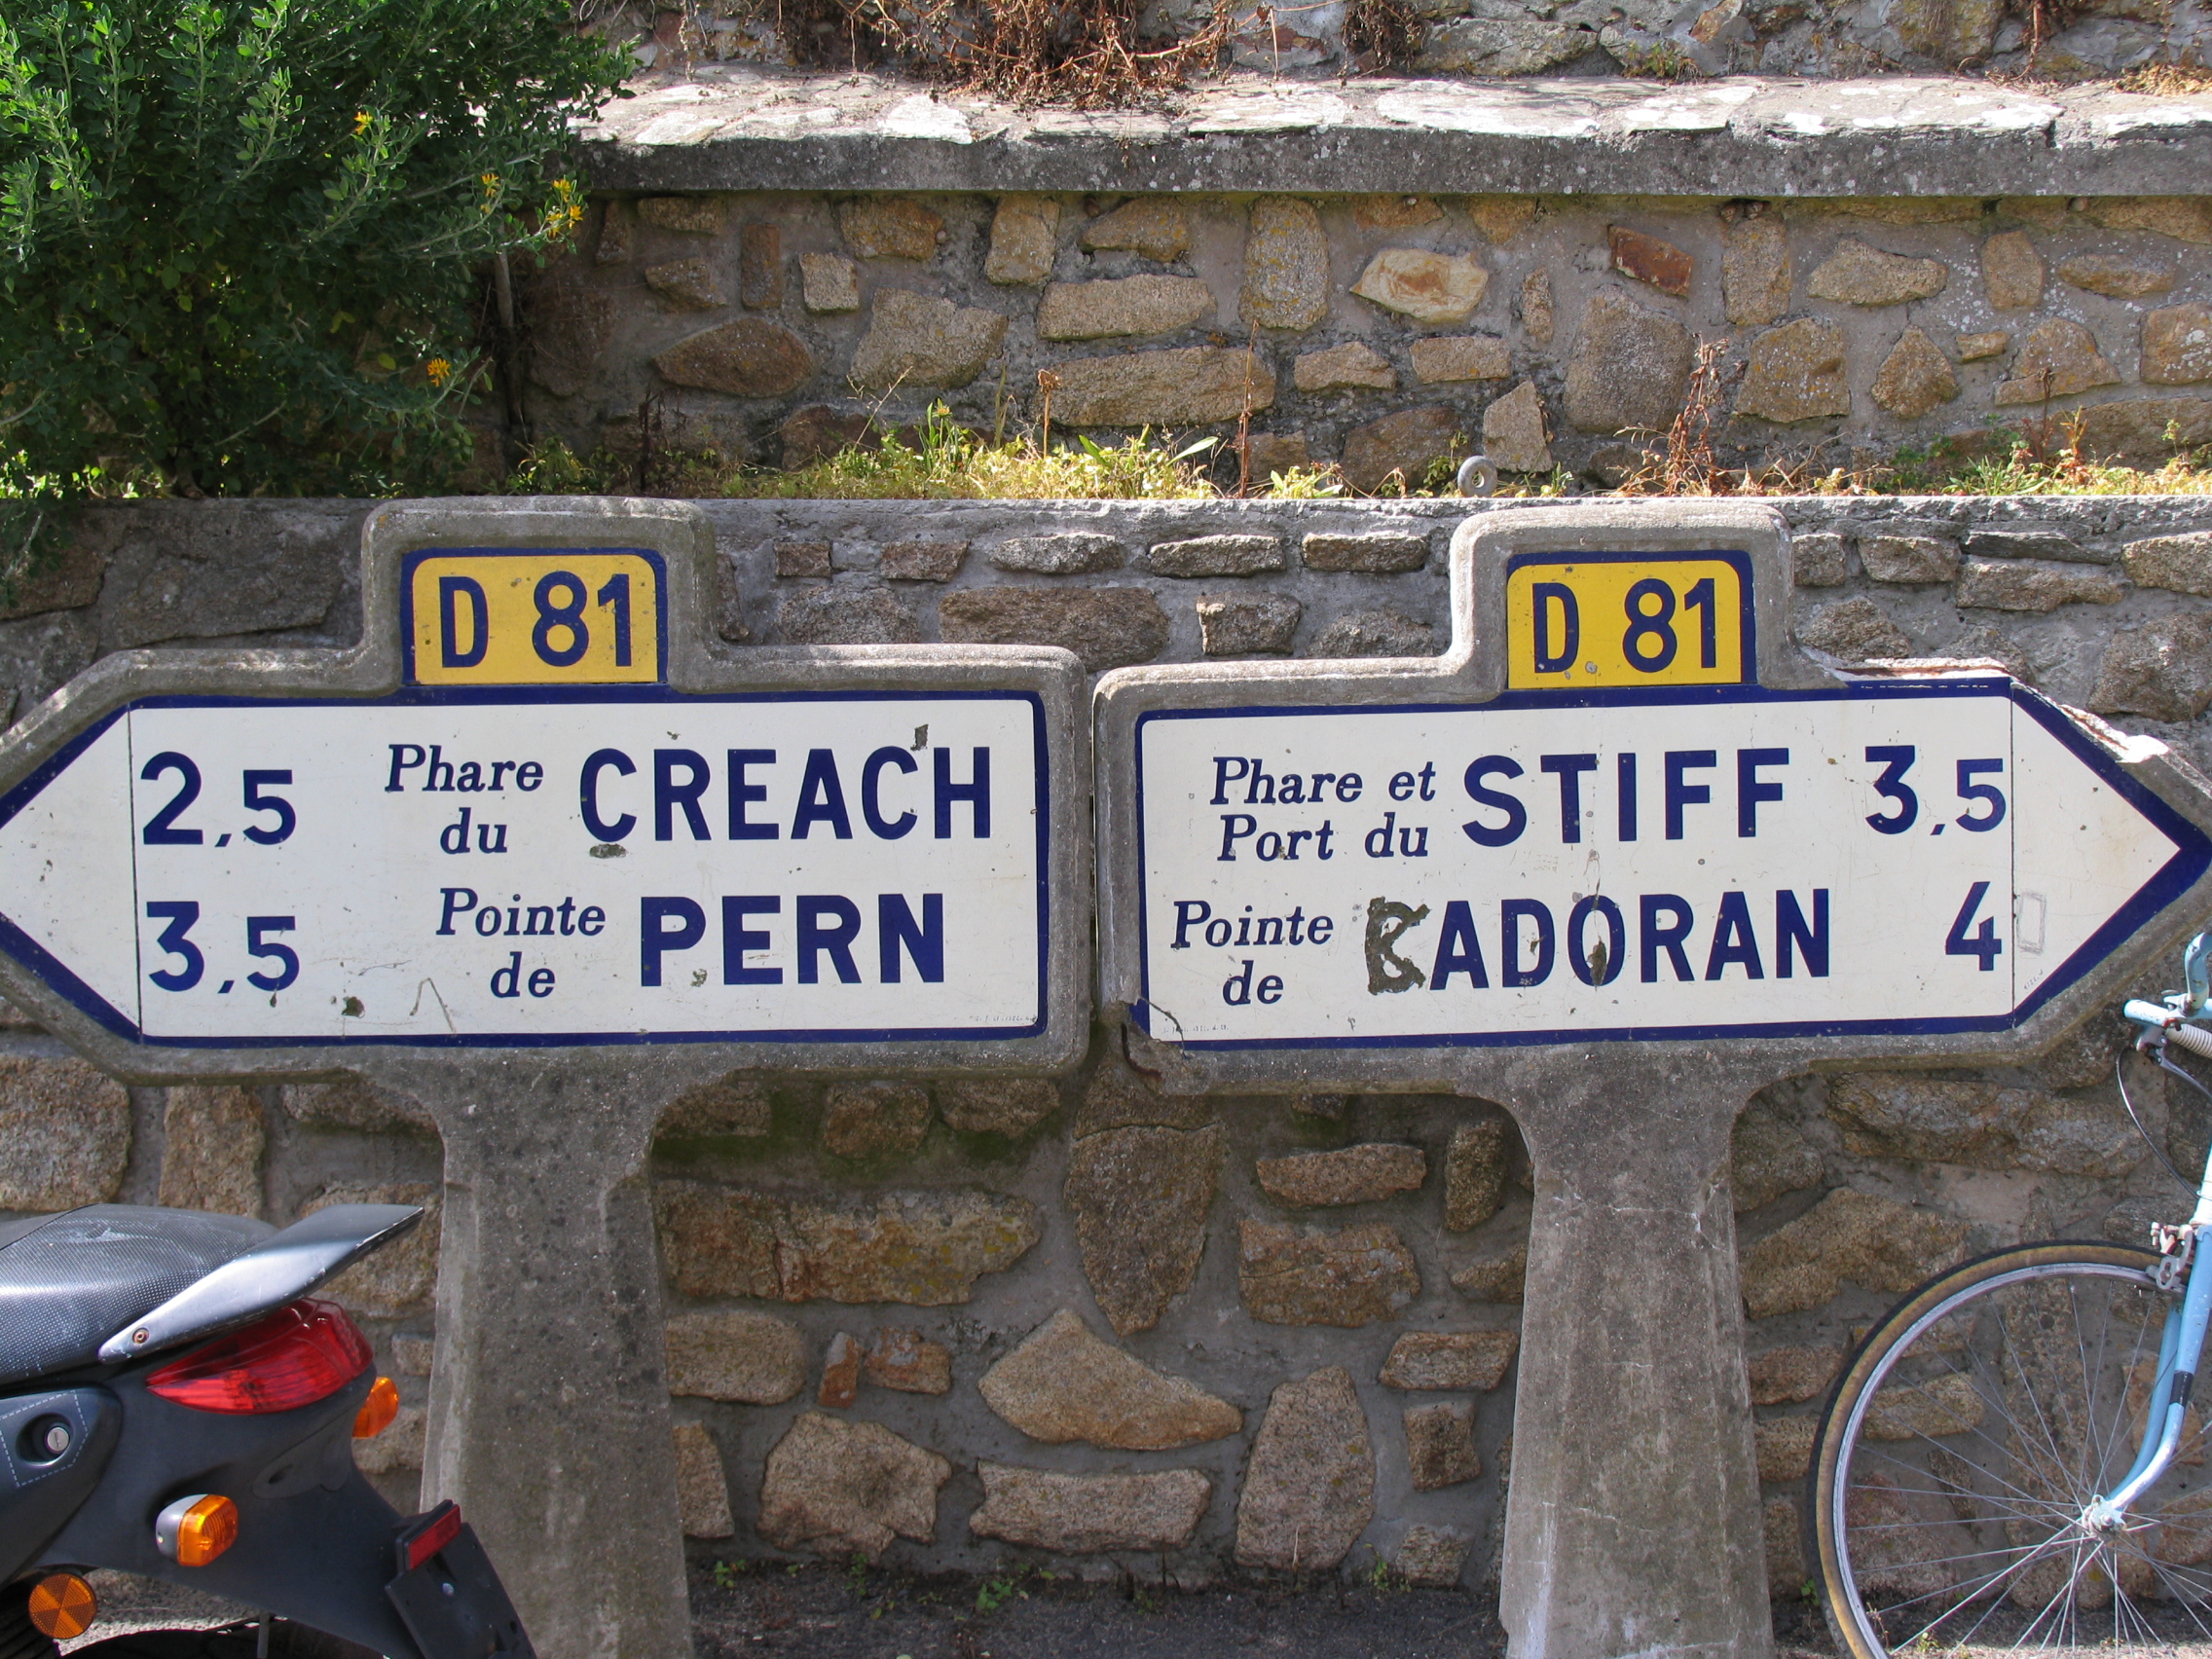 D 81
2,5 Phare du CREACH
3,5 Pointe de PERN
D 81
Phare et Port du STIFF 3,5
Pointe de CADORAN 4